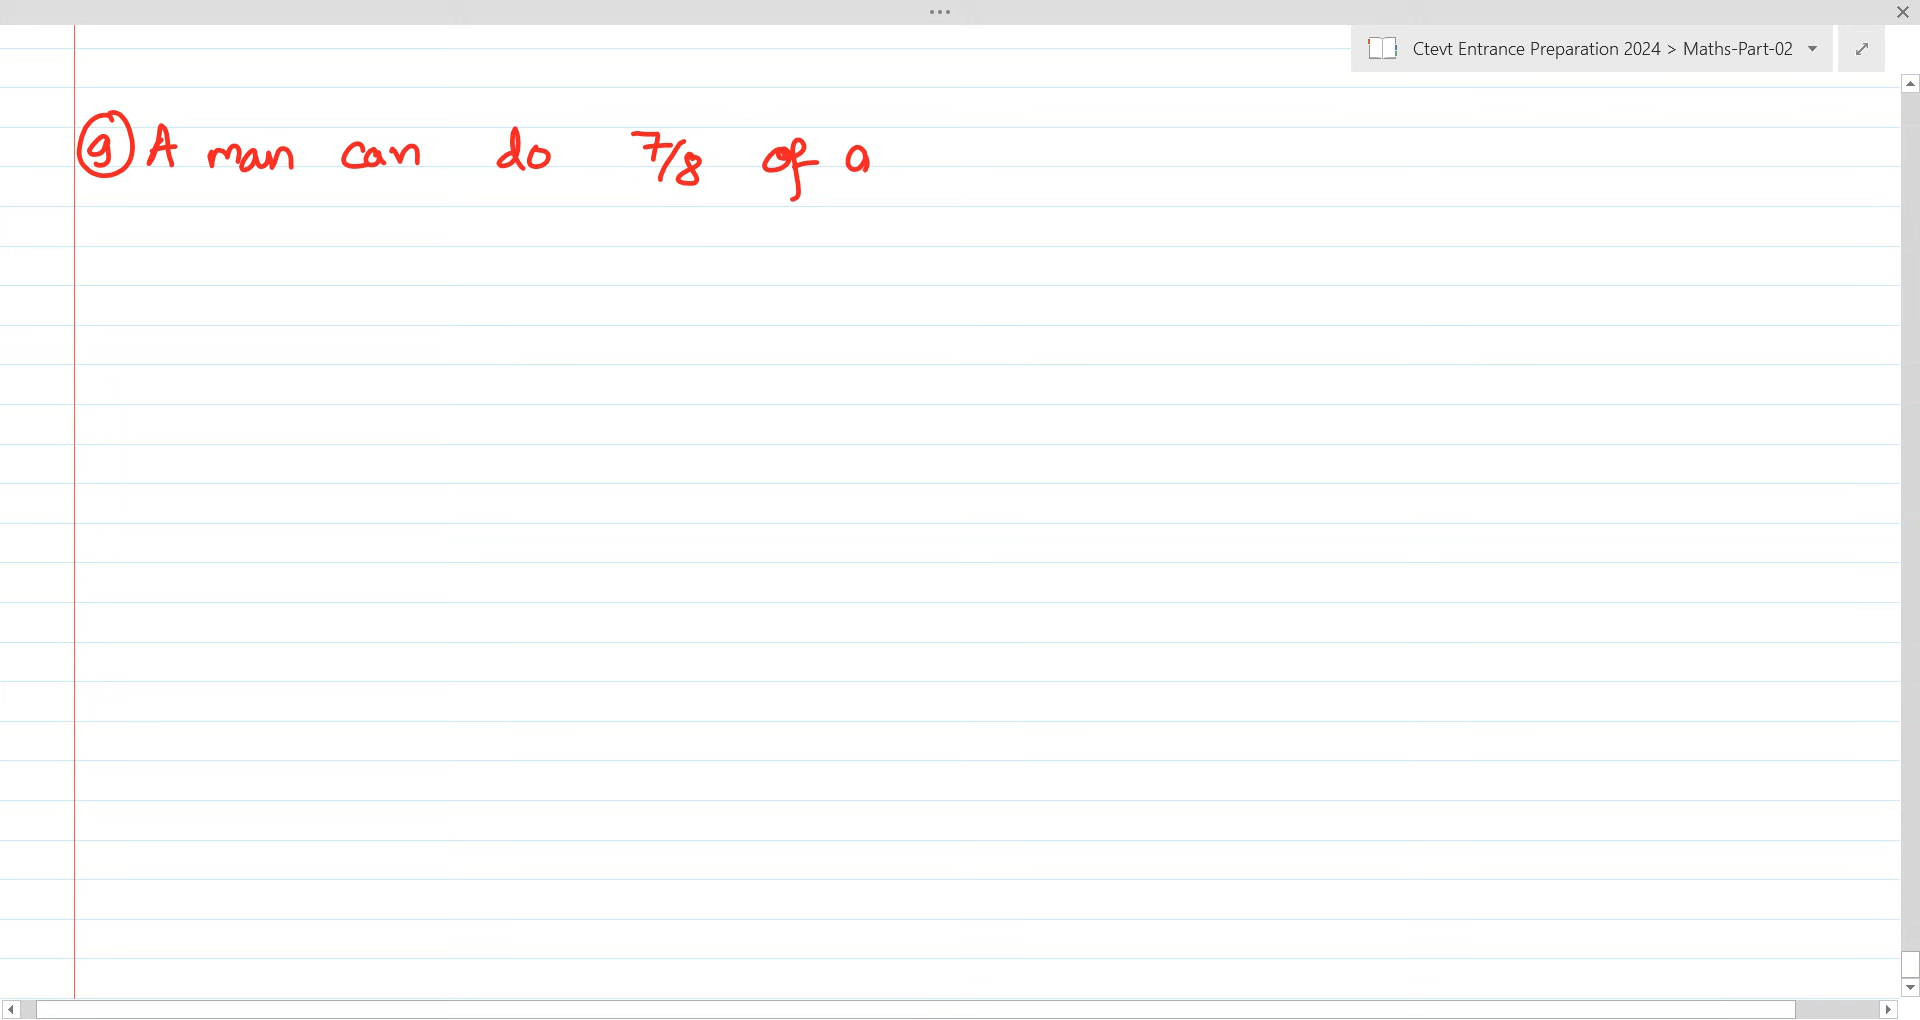 Ctevt Entrance Preparation 2024 > Maths-Part-02
9 A man can do 7/8 of a